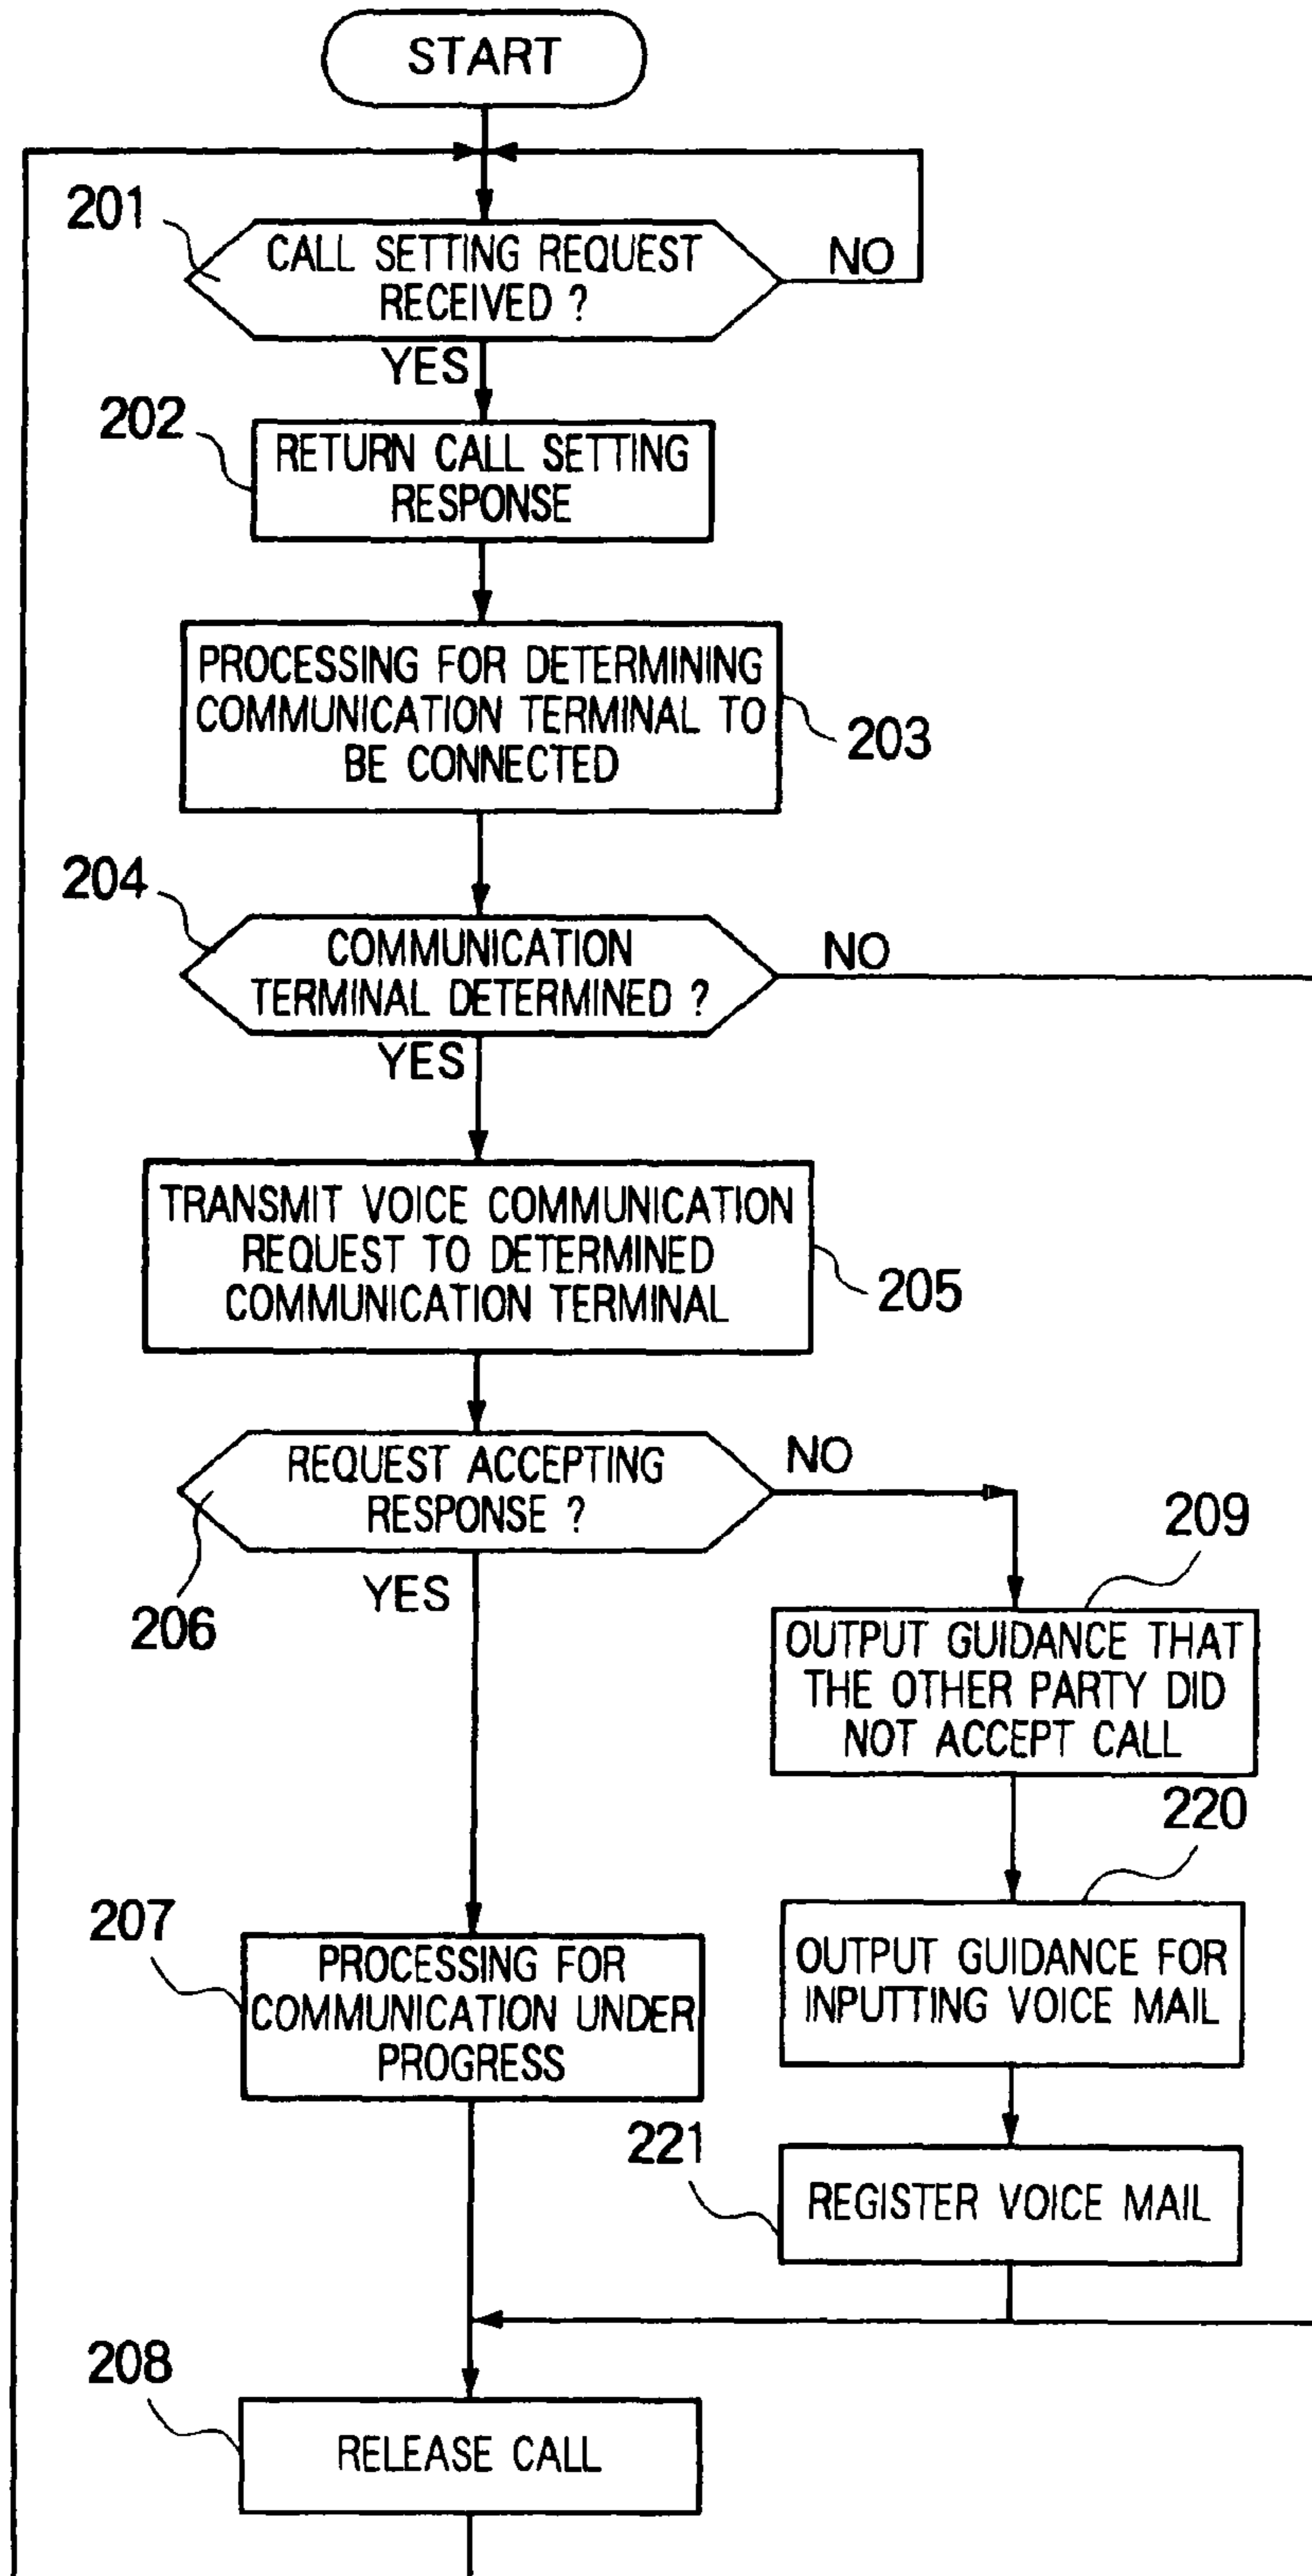 START
201
CALL SETTING REQUEST
RECEIVED ?
NO
YES
202
RETURN CALL SETTING
RESPONSE
PROCESSING FOR DETERMINING
COMMUNICATION TERMINAL TO
BE CONNECTED
203
204
COMMUNICATION
TERMINAL DETERMINED ?
NO
YES
TRANSMIT VOICE COMMUNICATION
REQUEST TO DETERMINED
COMMUNICATION TERMINAL
205
REQUEST ACCEPTING
RESPONSE ?
NO
206
YES
209
OUTPUT GUIDANCE THAT
THE OTHER PARTY DID
NOT ACCEPT CALL
220
OUTPUT GUIDANCE FOR
INPUTTING VOICE MAIL
207
PROCESSING FOR
COMMUNICATION UNDER
PROGRESS
221
REGISTER VOICE MAIL
208
RELEASE CALL